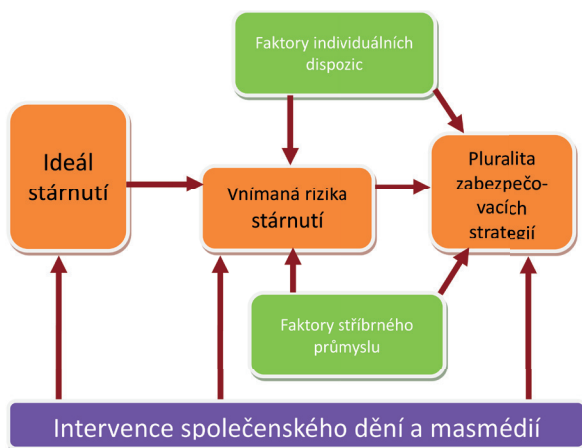 Faktory individuálních
dispozic
Ideál
stárnutí
Vnímaná rizika
stárnutí
Pluralita
zabezpečo-
vacích
strategií
Faktory stříbrného
průmyslu
Intervence společenského dění a masmédií